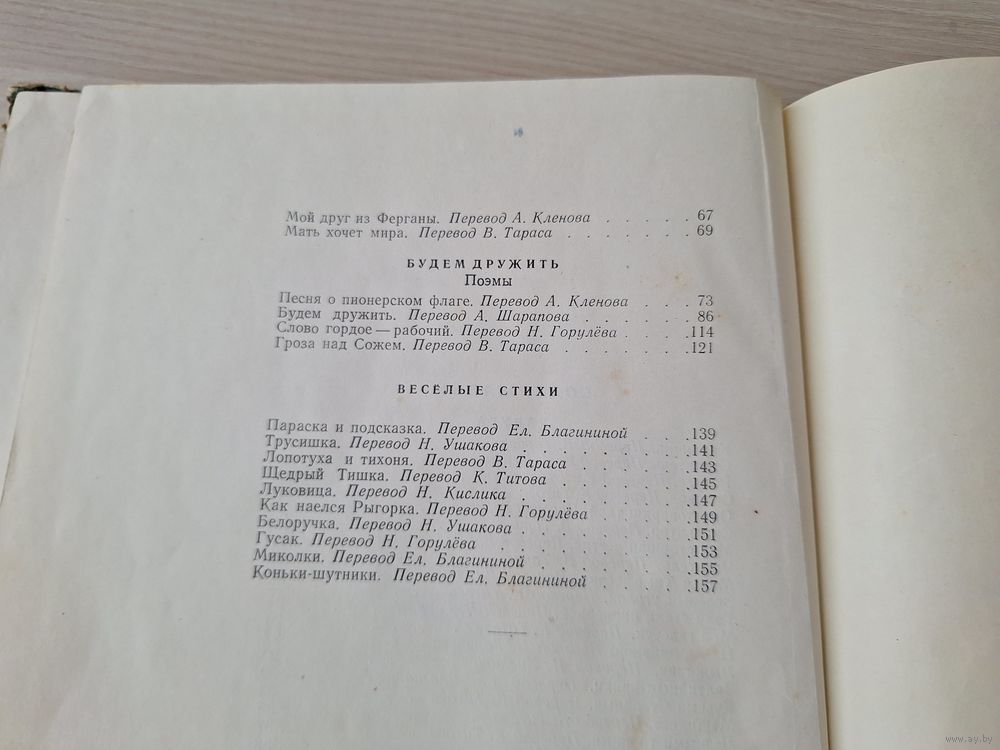 Мой друг из Ферганы. Перевод А. Кленова . . . . . 67
Мать хочет мира. Перевод В. Тараса . . . . . . . 69
БУДЕМ ДРУЖИТЬ
Поэмы
Песня о пионерском флаге. Перевод А. Кленова . . . 73
Будем дружить. Перевод А. Шарапова . . . . . . 86
Слово гордое — рабочий. Перевод Н. Горулёва . . . .114
Гроза над Сожем. Перевод В. Тараса . . . . . . .121
ВЕСЁЛЫЕ СТИХИ
Параска и подсказка. Перевод Ел. Благининой . . .139
Трусишка. Перевод Н. Ушакова . . . . . . . .141
Лопотуха и тихоня. Перевод В. Тараса . . . . . .143
Щедрый Тишка. Перевод К. Титова . . . . . . .145
Луковица. Перевод Н. Кислика . . . . . . . .147
Как наелся Рыгорка. Перевод Н. Горулёва . . . . .149
Белоручка. Перевод Н. Ушакова . . . . . . . .151
Гусак. Перевод Н. Горулёва . . . . . . . . .153
Миколки. Перевод Ел. Благининой . . . . . . .155
Коньки-шутники. Перевод Ел. Благининой . . . . .157
www.ay.by